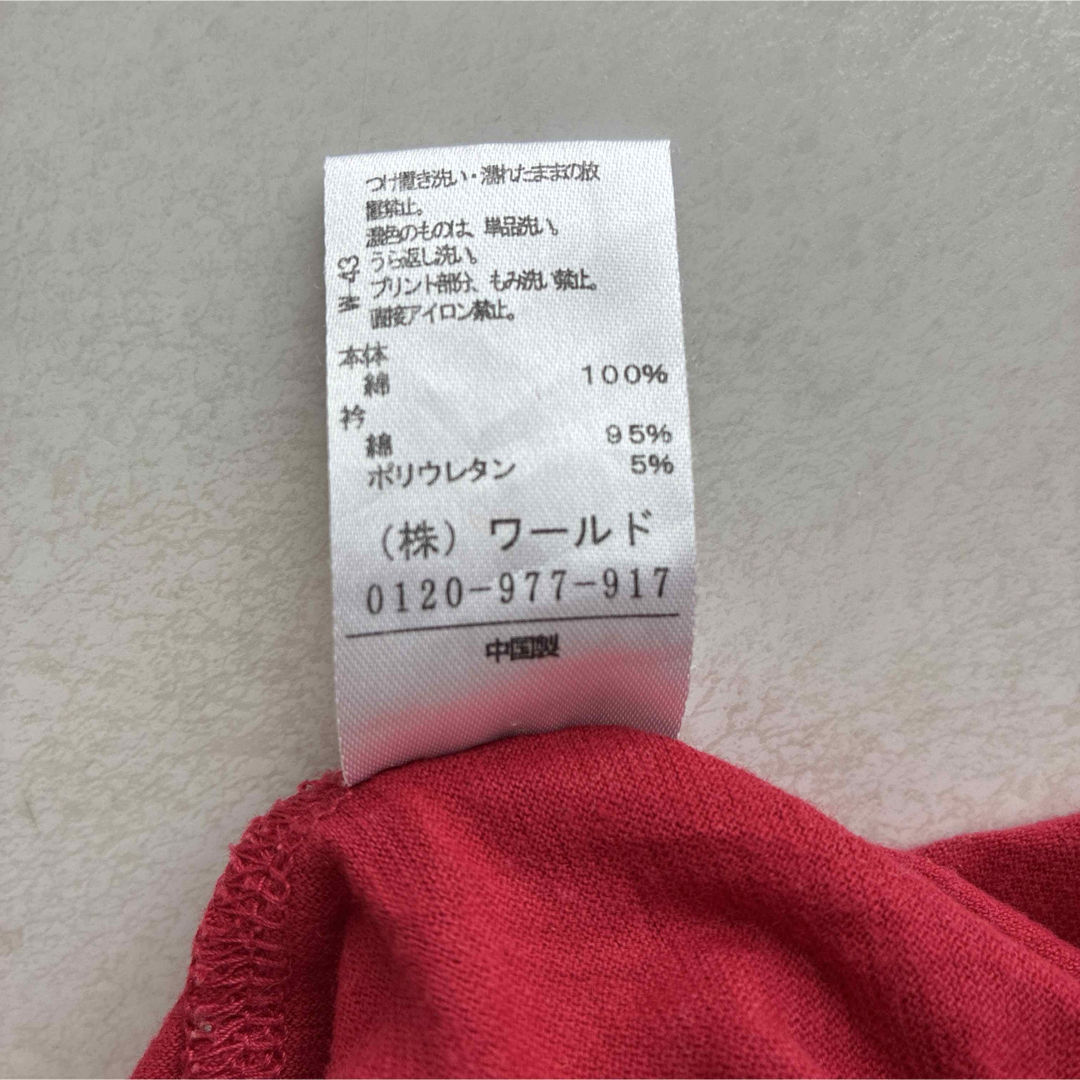 つけ置き洗い・濡れたままの放
置禁止。
濃色のものは、単品洗い。
うら返し洗い。
プリント部分、もみ洗い禁止。
直接アイロン禁止。
W 43
本体
綿 100%
衿
綿 95%
ポリウレタン 5%
（株）ワールド
0120-977-917
中国製